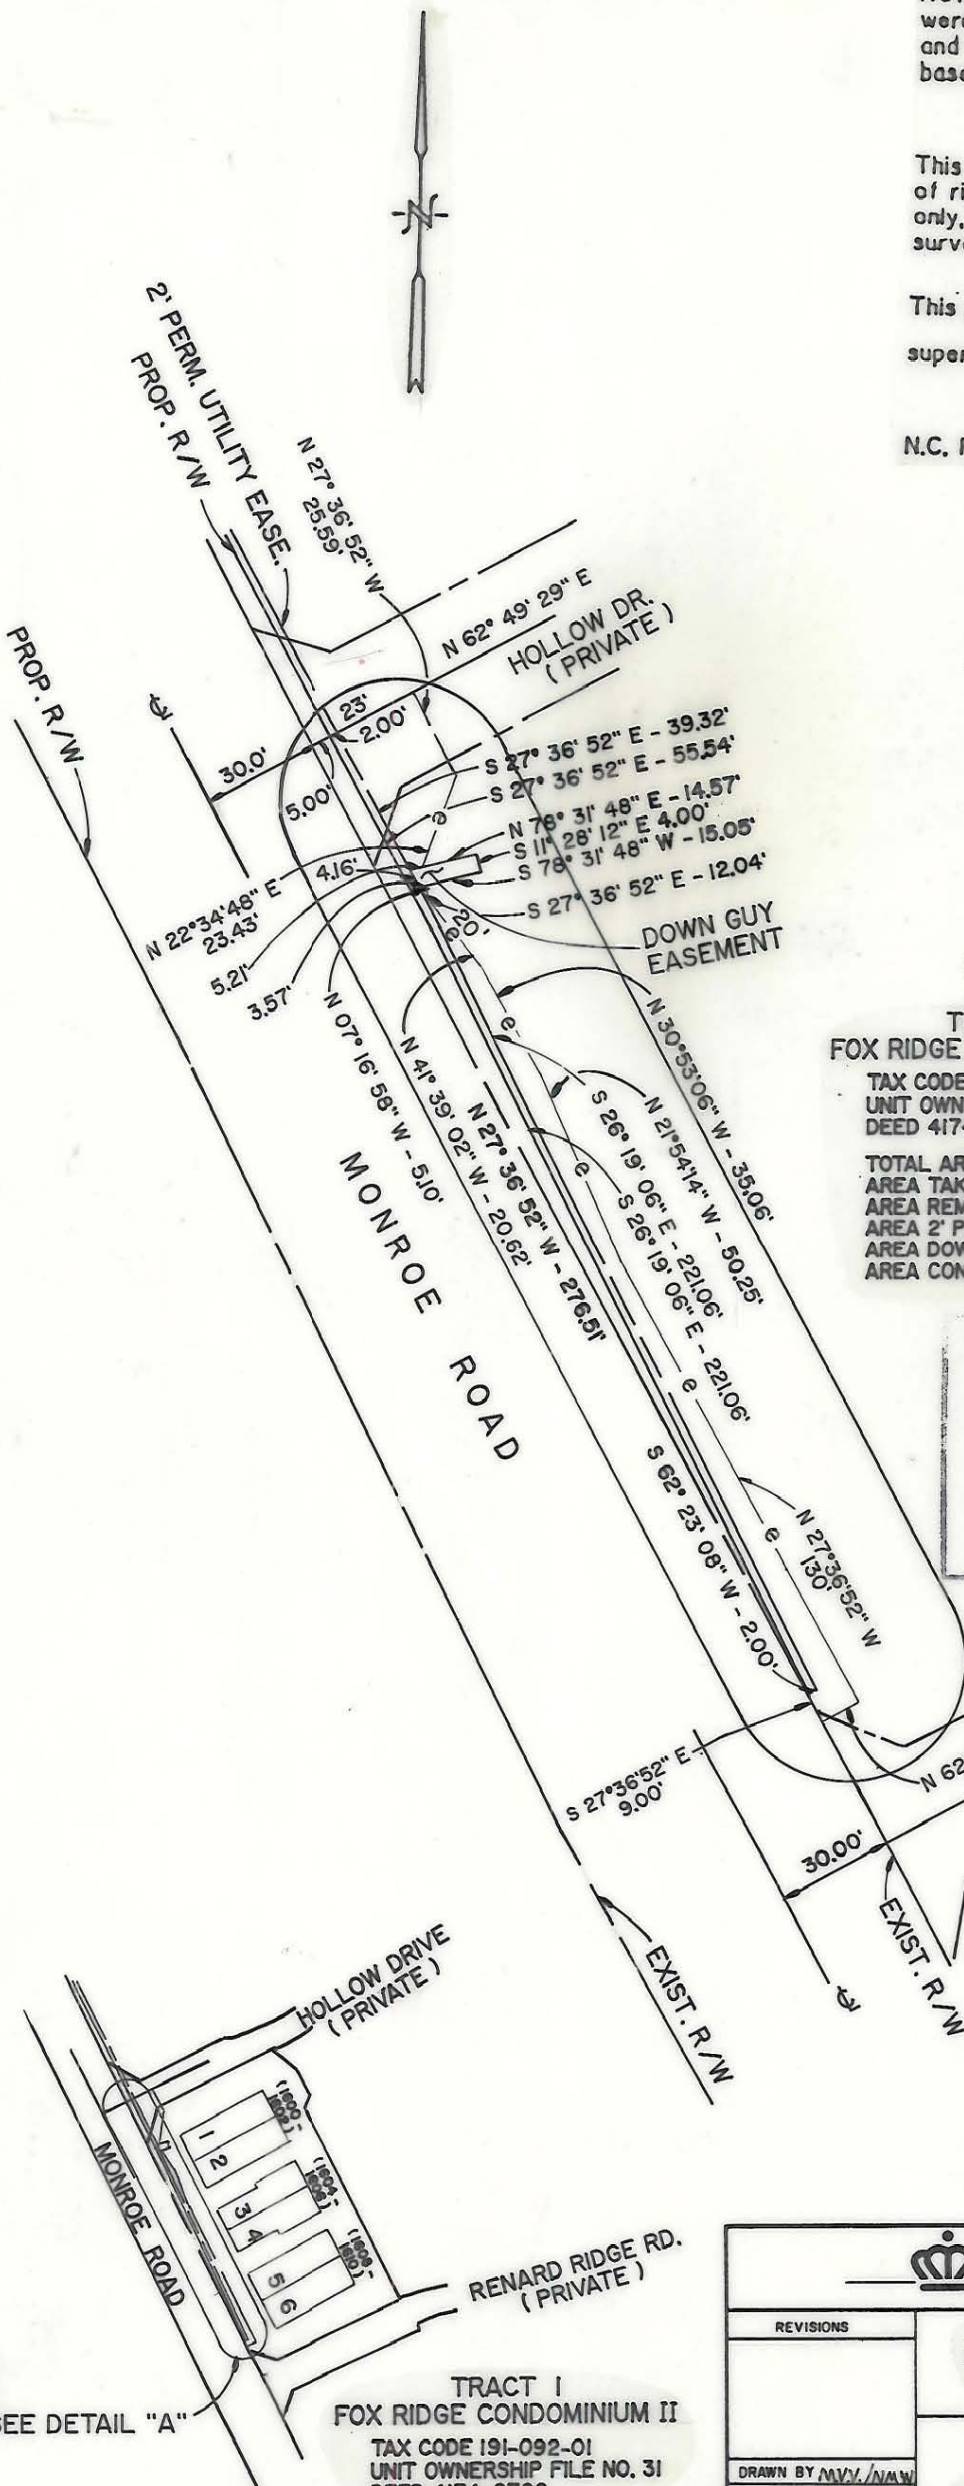 were
and
base
This
of ri
only,
surv
This
super
N.C.
N
2' PERM. UTILITY EASE.
PROP. R/W
N 27° 36' 52" W
25.59'
PROP. R/W
N 62° 49' 29" E
HOLLOW DR.
( PRIVATE )
23'
2.00'
30.0'
5.00'
S 27° 36' 52" E - 39.32'
S 27° 36' 52" E - 55.54'
N 78° 31' 48" E - 14.57'
S 11° 28' 12" E 4.00'
S 78° 31' 48" W - 15.05'
S 27° 36' 52" E - 12.04'
e
4.16'
N 22°34'48" E
23.43'
5.21'
3.57'
20'
e
DOWN GUY
EASEMENT
N 07° 16' 58" W - 5.10'
N 41° 39' 02" W - 20.62'
N 27° 36' 52" W - 276.51'
e
N 30°53'06" W - 35.06'
N 21°54'14" W - 50.25'
S 26° 19' 06" E - 221.06'
S 26° 19' 06" E - 221.06'
e
e
e
MONROE ROAD
FOX RIDGE
TAX CODE
UNIT OWN
DEED 417-
TOTAL AR
AREA TAK
AREA REM
AREA 2' P
AREA DOW
AREA CON
S 62° 23' 08" W - 2.00'
N 27°36'52" W
130'
S 27°36'52" E
9.00'
N 62
30.00'
EXIST. R/W
EXIST. R/W
HOLLOW DRIVE
( PRIVATE )
(1600-
1602)
1
2
(1604-
1606)
3
4
(1608-
1610)
5
6
MONROE ROAD
RENARD RIDGE RD.
( PRIVATE )
SEE DETAIL "A"
TRACT I
FOX RIDGE CONDOMINIUM II
TAX CODE 191-092-01
UNIT OWNERSHIP FILE NO. 31
REVISIONS
DRAWN BY M.V.V./N.M.W